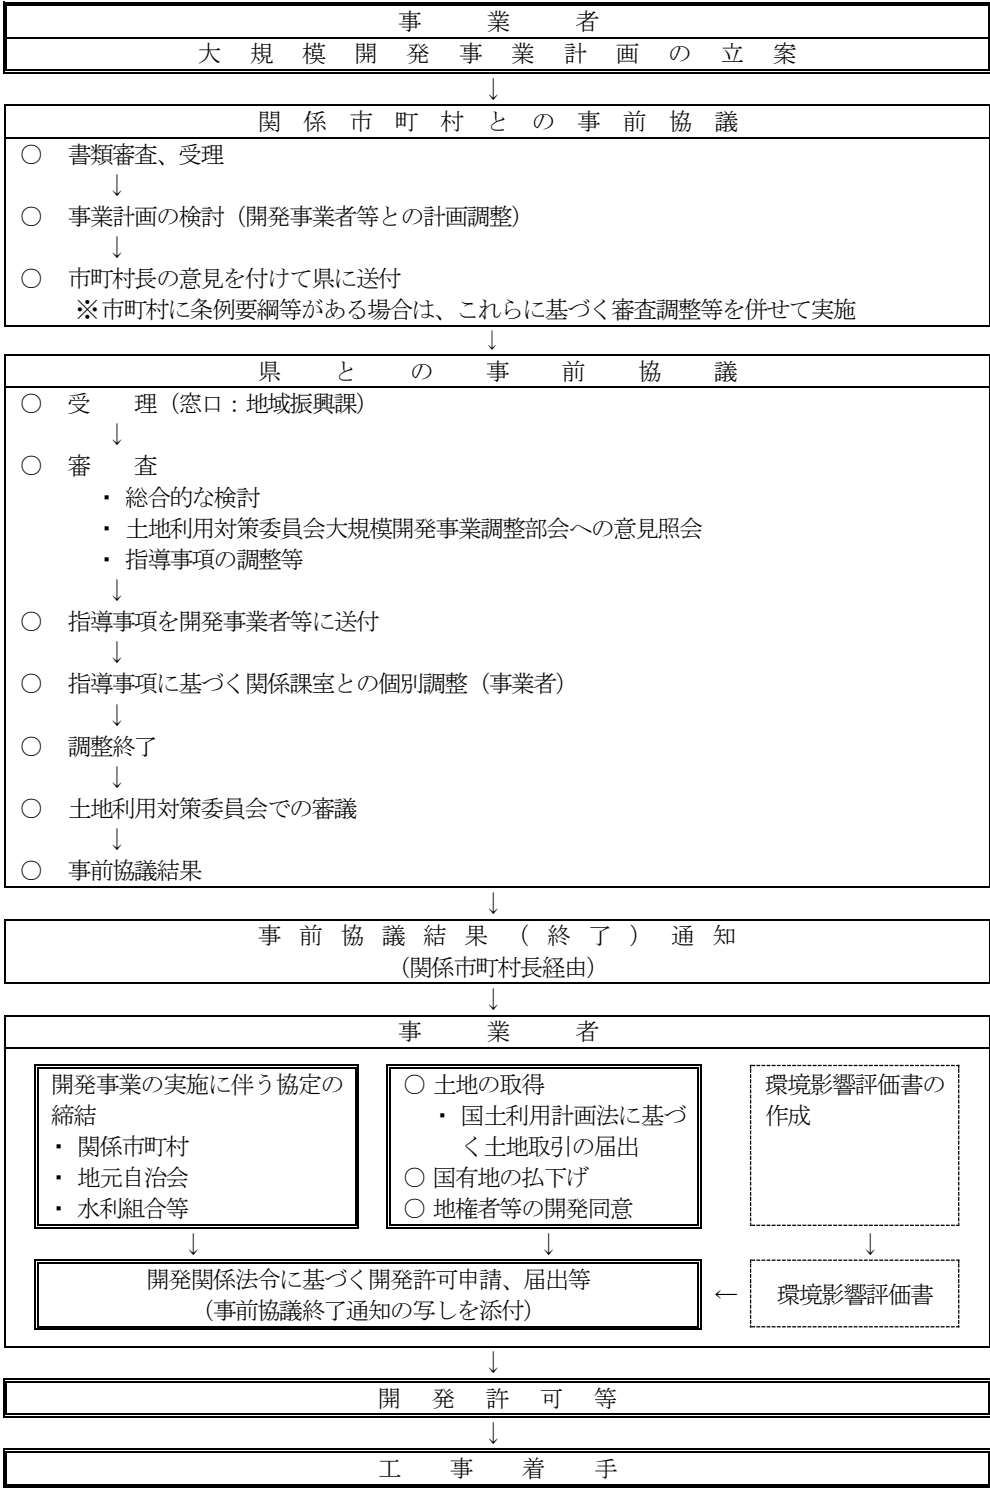 事業者
大規模開発事業計画の立案
↓
関係市町村との事前協議
○ 書類審査、受理
↓
○ 事業計画の検討（開発事業者等との計画調整）
↓
○ 市町村長の意見を付けて県に送付
※市町村に条例要綱等がある場合は、これらに基づく審査調整等を併せて実施
↓
県との事前協議
○ 受　理（窓口：地域振興課）
↓
○ 審　査
・ 総合的な検討
・ 土地利用対策委員会大規模開発事業調整部会への意見照会
・ 指導事項の調整等
↓
○ 指導事項を開発事業者等に送付
↓
○ 指導事項に基づく関係課室との個別調整（事業者）
↓
○ 調整終了
↓
○ 土地利用対策委員会での審議
↓
○ 事前協議結果
↓
事前協議結果（終了）通知
（関係市町村長経由）
↓
事業者
開発事業の実施に伴う協定の
締結
・ 関係市町村
・ 地元自治会
・ 水利組合等
○ 土地の取得
・ 国土利用計画法に基づ
く土地取引の届出
○ 国有地の払下げ
○ 地権者等の開発同意
環境影響評価書の
作成
↓ ↓ ↓
開発関係法令に基づく開発許可申請、届出等
（事前協議終了通知の写しを添付）
← 環境影響評価書
↓
開発許可等
↓
工事着手